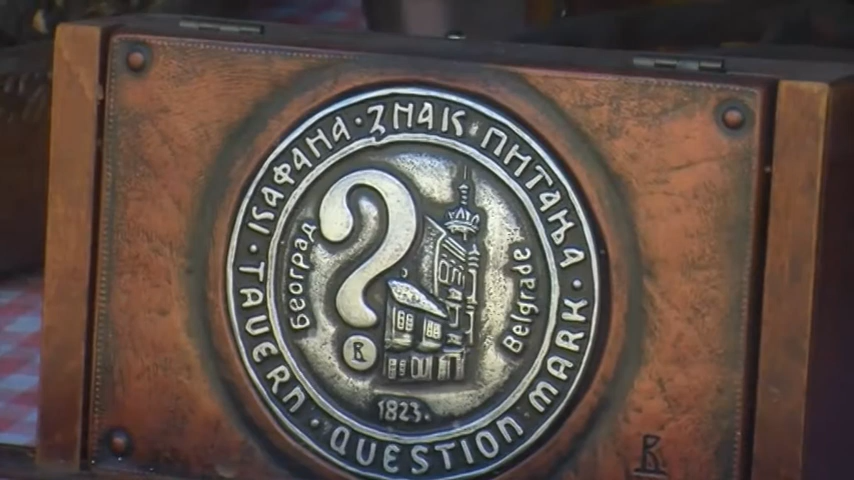 КАФАНА · ЗНАК · ПИТАЊА
TAVERN · QUESTION MARK
Београд
?
Belgrade
1823.